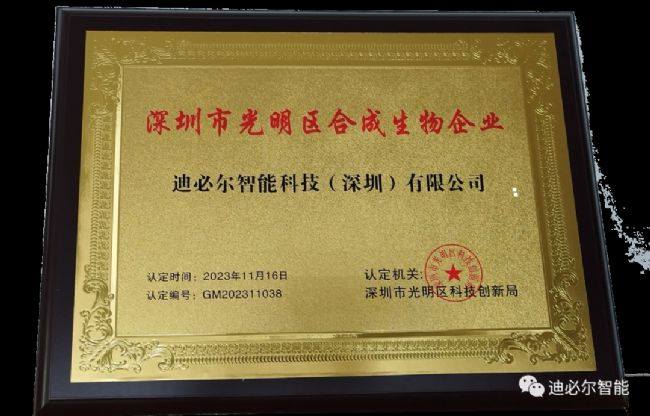 深圳市光明区合成生物企业
迪必尔智能科技（深圳）有限公司
认定时间：2023年11月16日
认定编号：GM202311038
认定机关：
深圳市光明区科技创新局
迪必尔智能